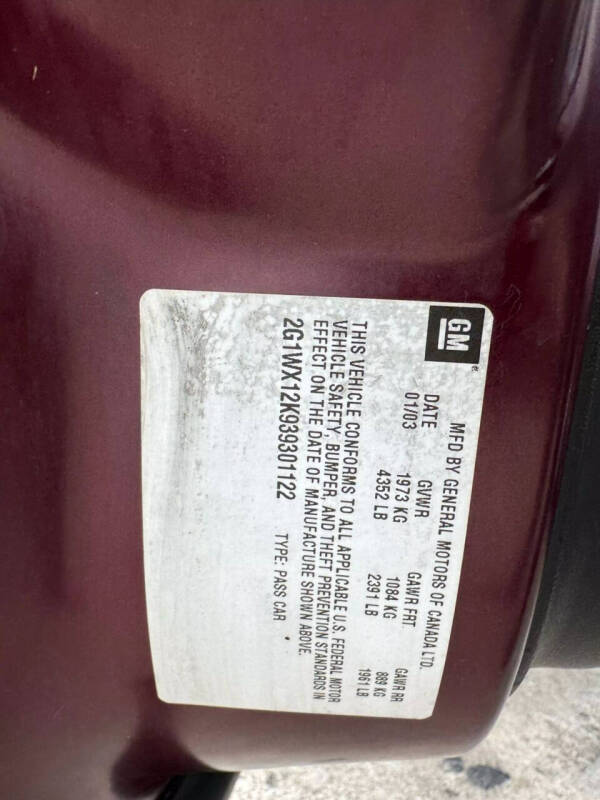 GM
MFD BY GENERAL MOTORS OF CANADA LTD.
DATE GVWR GAWR FRT GAWR RR
01/03 1973 KG 1084 KG 889 KG
4352 LB 2391 LB 1961 LB
THIS VEHICLE CONFORMS TO ALL APPLICABLE U.S. FEDERAL MOTOR
VEHICLE SAFETY, BUMPER, AND THEFT PREVENTION STANDARDS IN
EFFECT ON THE DATE OF MANUFACTURE SHOWN ABOVE.
2G1WX12K939301122 TYPE: PASS CAR